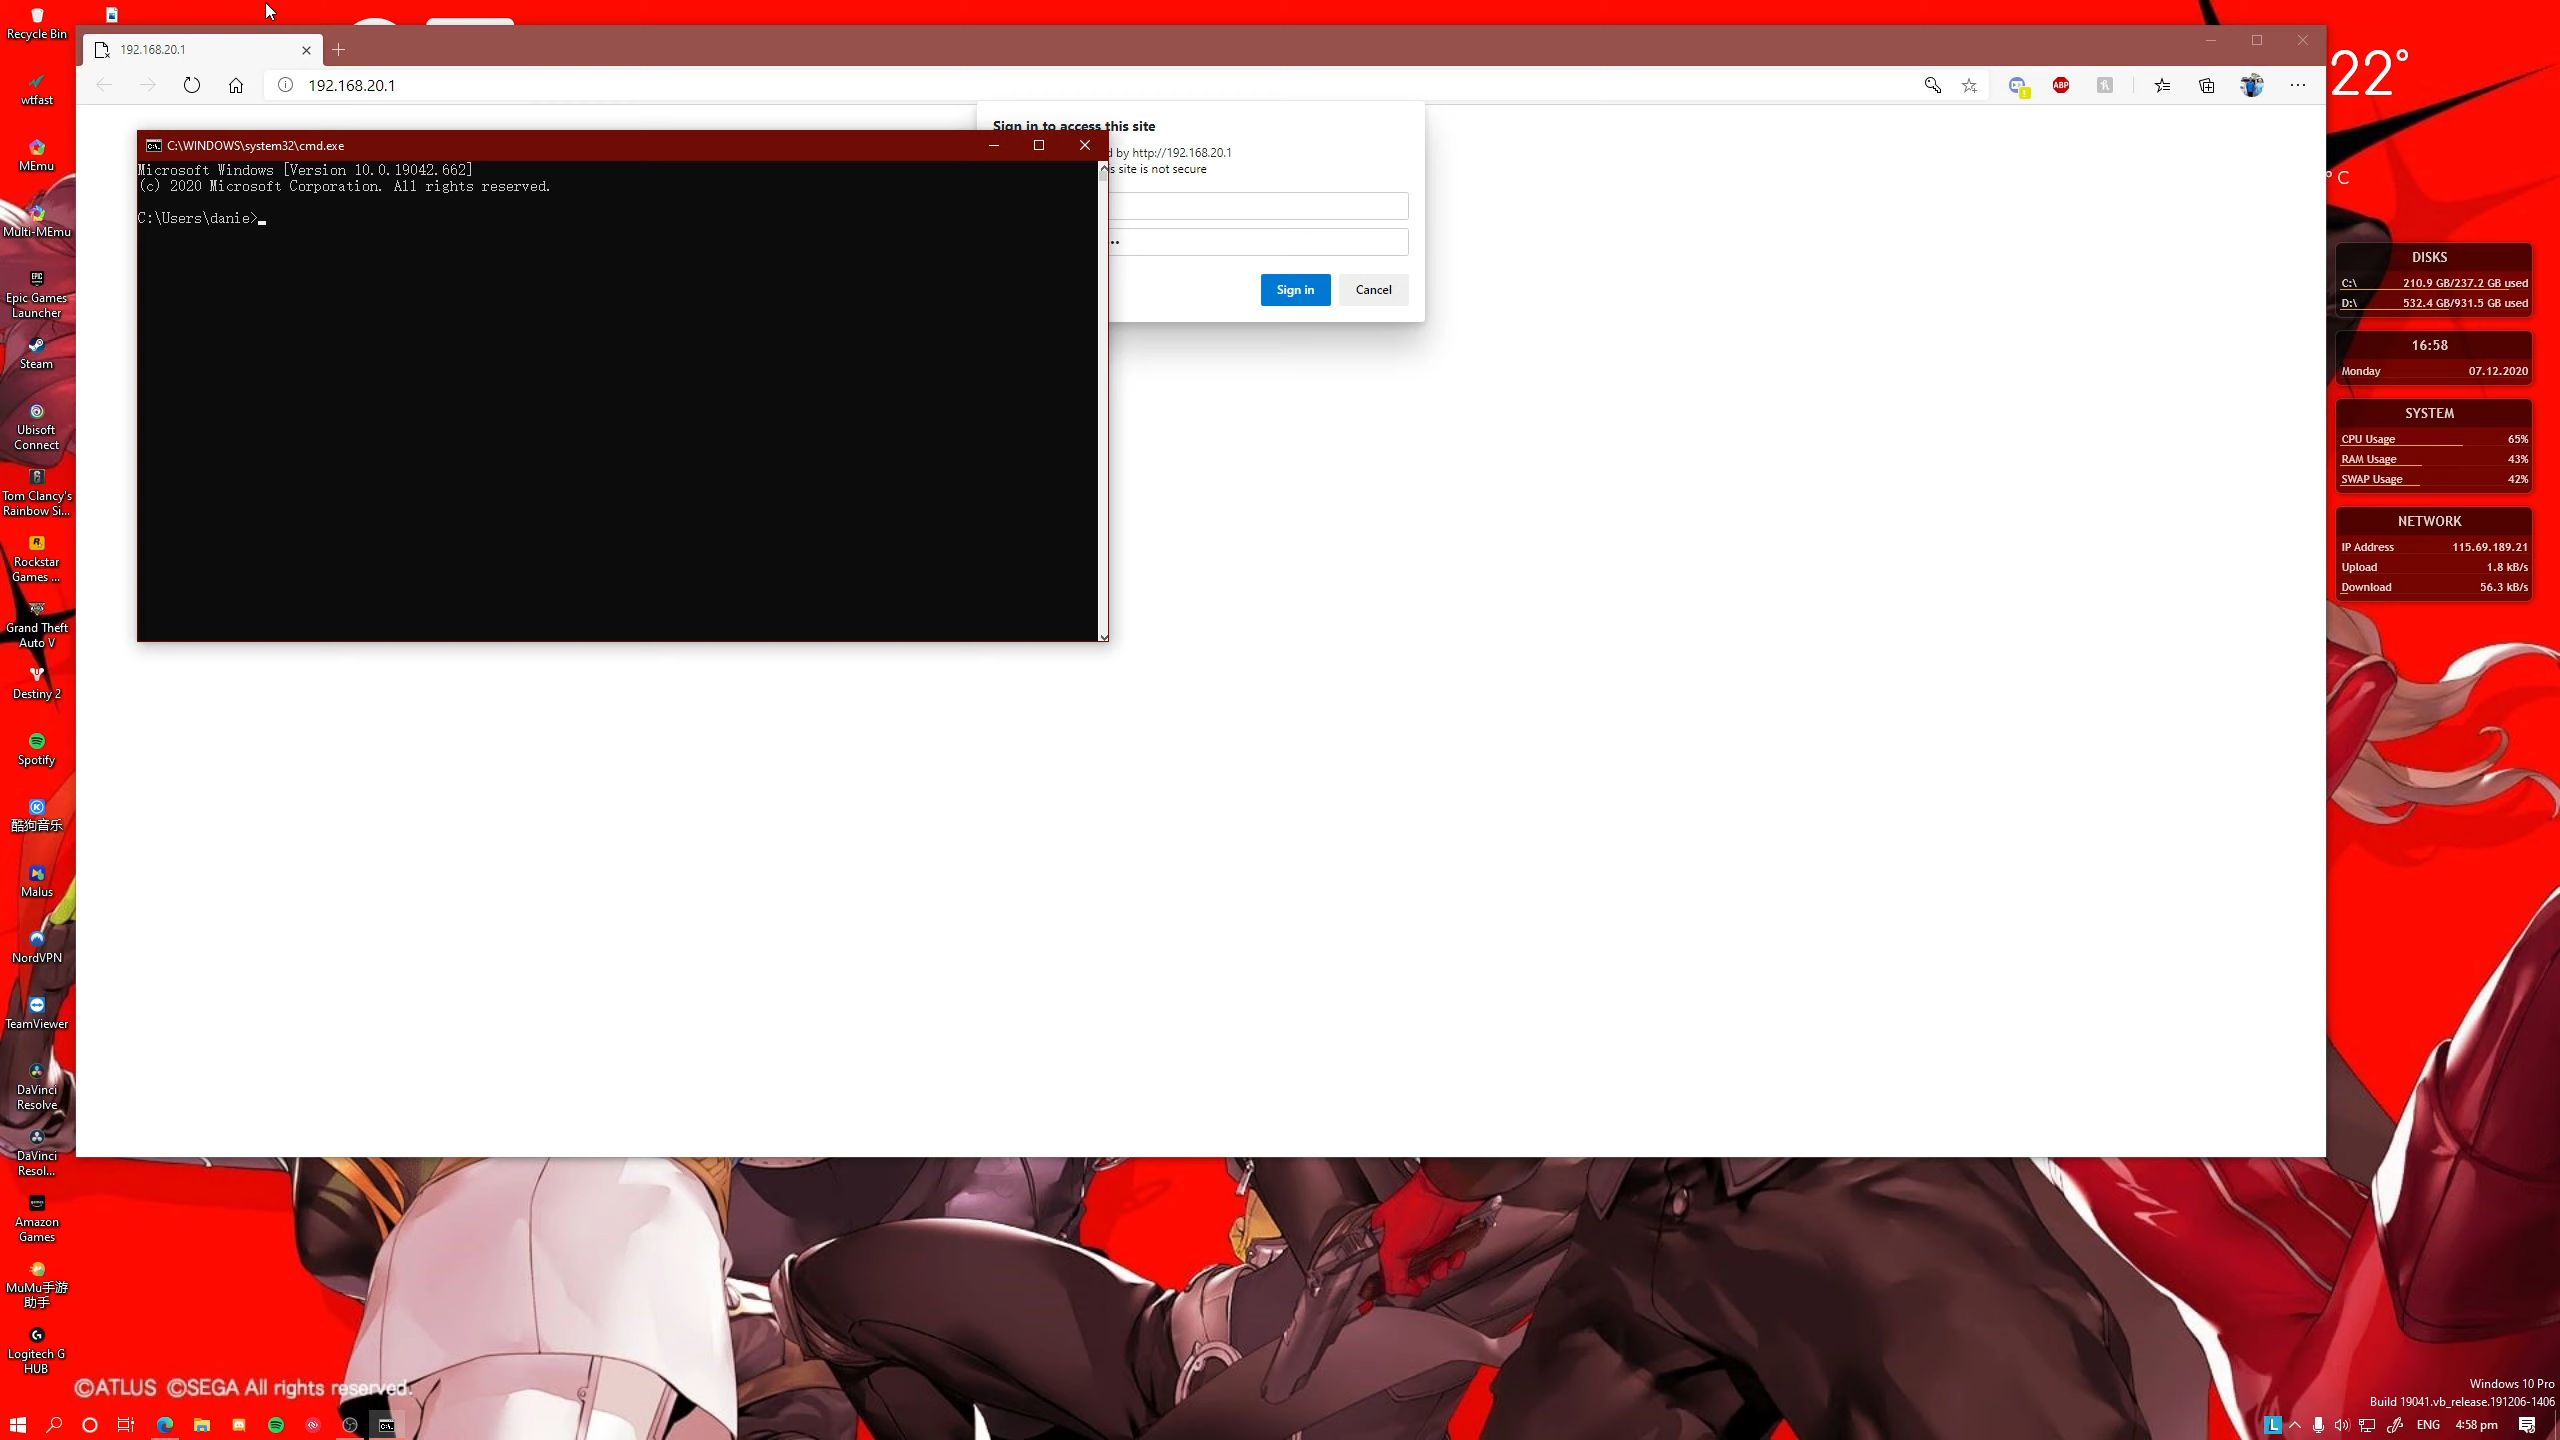 Recycle Bin
wtfast
MEmu
Multi-MEmu
Epic Games
Launcher
Steam
Ubisoft
Connect
Tom Clancy's
Rainbow Si...
Rockstar
Games ...
Grand Theft
Auto V
Destiny 2
Spotify
酷狗音乐
Malus
NordVPN
TeamViewer
DaVinci
Resolve
DaVinci
Resol...
Amazon
Games
MuMu手游
助手
Logitech G
HUB
192.168.20.1
192.168.20.1
ABP
Sign in to access this site
d by http://192.168.20.1
s site is not secure
Sign in
Cancel
C:\WINDOWS\system32\cmd.exe
Microsoft Windows [Version 10.0.19042.662]
(c) 2020 Microsoft Corporation. All rights reserved.
C:\Users\danie>
22°
° C
DISKS
C:\ 210.9 GB/237.2 GB used
D:\ 532.4 GB/931.5 GB used
16:58
Monday 07.12.2020
SYSTEM
CPU Usage 65%
RAM Usage 43%
SWAP Usage 42%
NETWORK
IP Address 115.69.189.21
Upload 1.8 kB/s
Download 56.3 kB/s
©ATLUS ©SEGA All rights reserved.
Windows 10 Pro
Build 19041.vb_release.191206-1406
L
ENG
4:58 pm